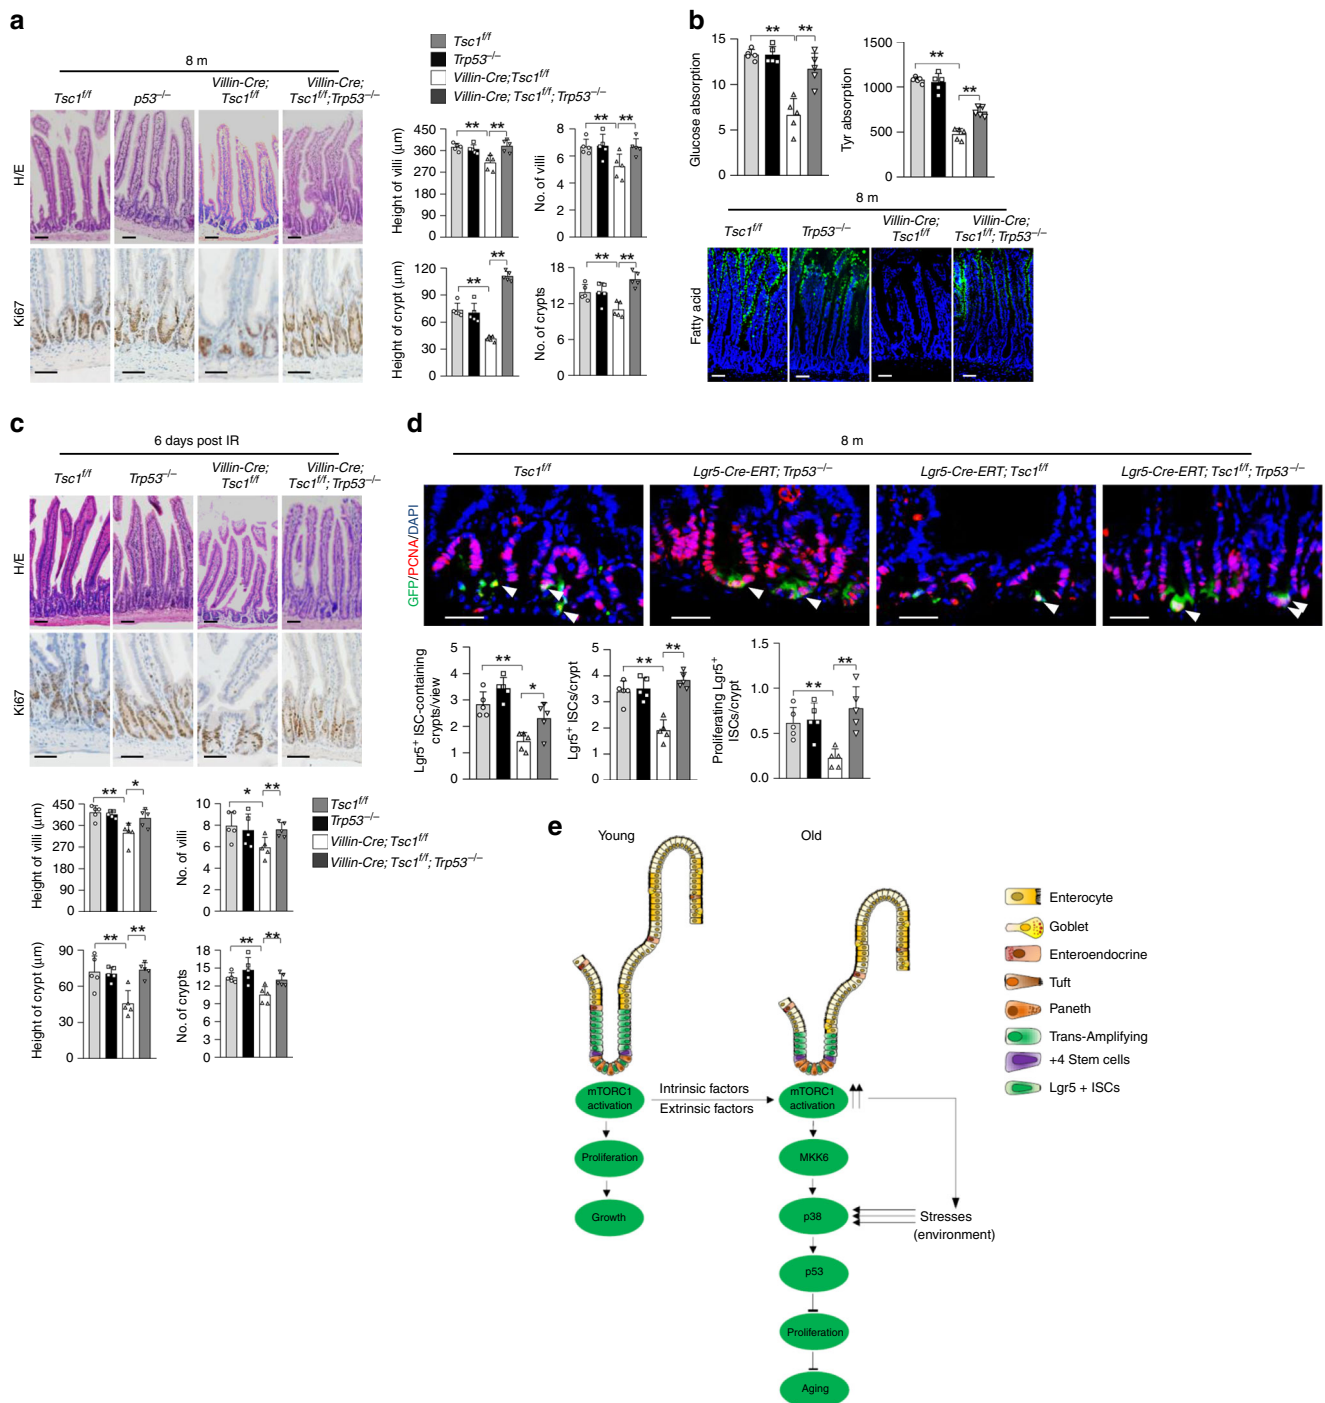 a
8 m
Tsc1f/f
p53–/–
Villin-Cre;
Tsc1f/f
Villin-Cre;
Tsc1f/f;Trp53–/–
H/E
Ki67
Tsc1f/f
Trp53–/–
Villin-Cre;Tsc1f/f
Villin-Cre; Tsc1f/f; Trp53–/–
Height of villi (μm)
450
360
270
180
90
0
** **
No. of villi
8
6
4
2
0
** **
Height of crypt (μm)
120
90
60
30
0
** **
No. of crypts
18
12
6
0
** **
b
Glucose absorption
15
10
5
0
** **
Tyr absorption
1500
1000
500
0
**
**
8 m
Tsc1f/f
Trp53–/–
Villin-Cre;
Tsc1f/f
Villin-Cre;
Tsc1f/f; Trp53–/–
Fatty acid
c
6 days post IR
Tsc1f/f
Trp53–/–
Villin-Cre;
Tsc1f/f
Villin-Cre;
Tsc1f/f; Trp53–/–
H/E
Ki67
Height of villi (μm)
450
360
270
180
90
0
** *
No. of villi
10
8
6
4
2
0
* **
Tsc1f/f
Trp53–/–
Villin-Cre; Tsc1f/f
Villin-Cre; Tsc1f/f; Trp53–/–
Height of crypt (μm)
90
60
30
0
** **
No. of crypts
18
15
12
9
6
3
0
** **
d
8 m
Tsc1f/f
Lgr5-Cre-ERT; Trp53–/–
Lgr5-Cre-ERT; Tsc1f/f
Lgr5-Cre-ERT; Tsc1f/f; Trp53–/–
GFP/PCNA/DAPI
Lgr5+ ISC-containing
crypts/view
5
4
3
2
1
0
** *
Lgr5+ ISCs/crypt
5
4
3
2
1
0
** **
Proliferating Lgr5+
ISCs/crypt
1.5
1.0
0.5
0.0
** **
e
Young
Old
Enterocyte
Goblet
Enteroendocrine
Tuft
Paneth
Trans-Amplifying
+4 Stem cells
Lgr5 + ISCs
mTORC1
activation
Intrinsic factors
Extrinsic factors
mTORC1
activation
Proliferation
MKK6
Growth
p38
Stresses
(environment)
p53
Proliferation
Aging